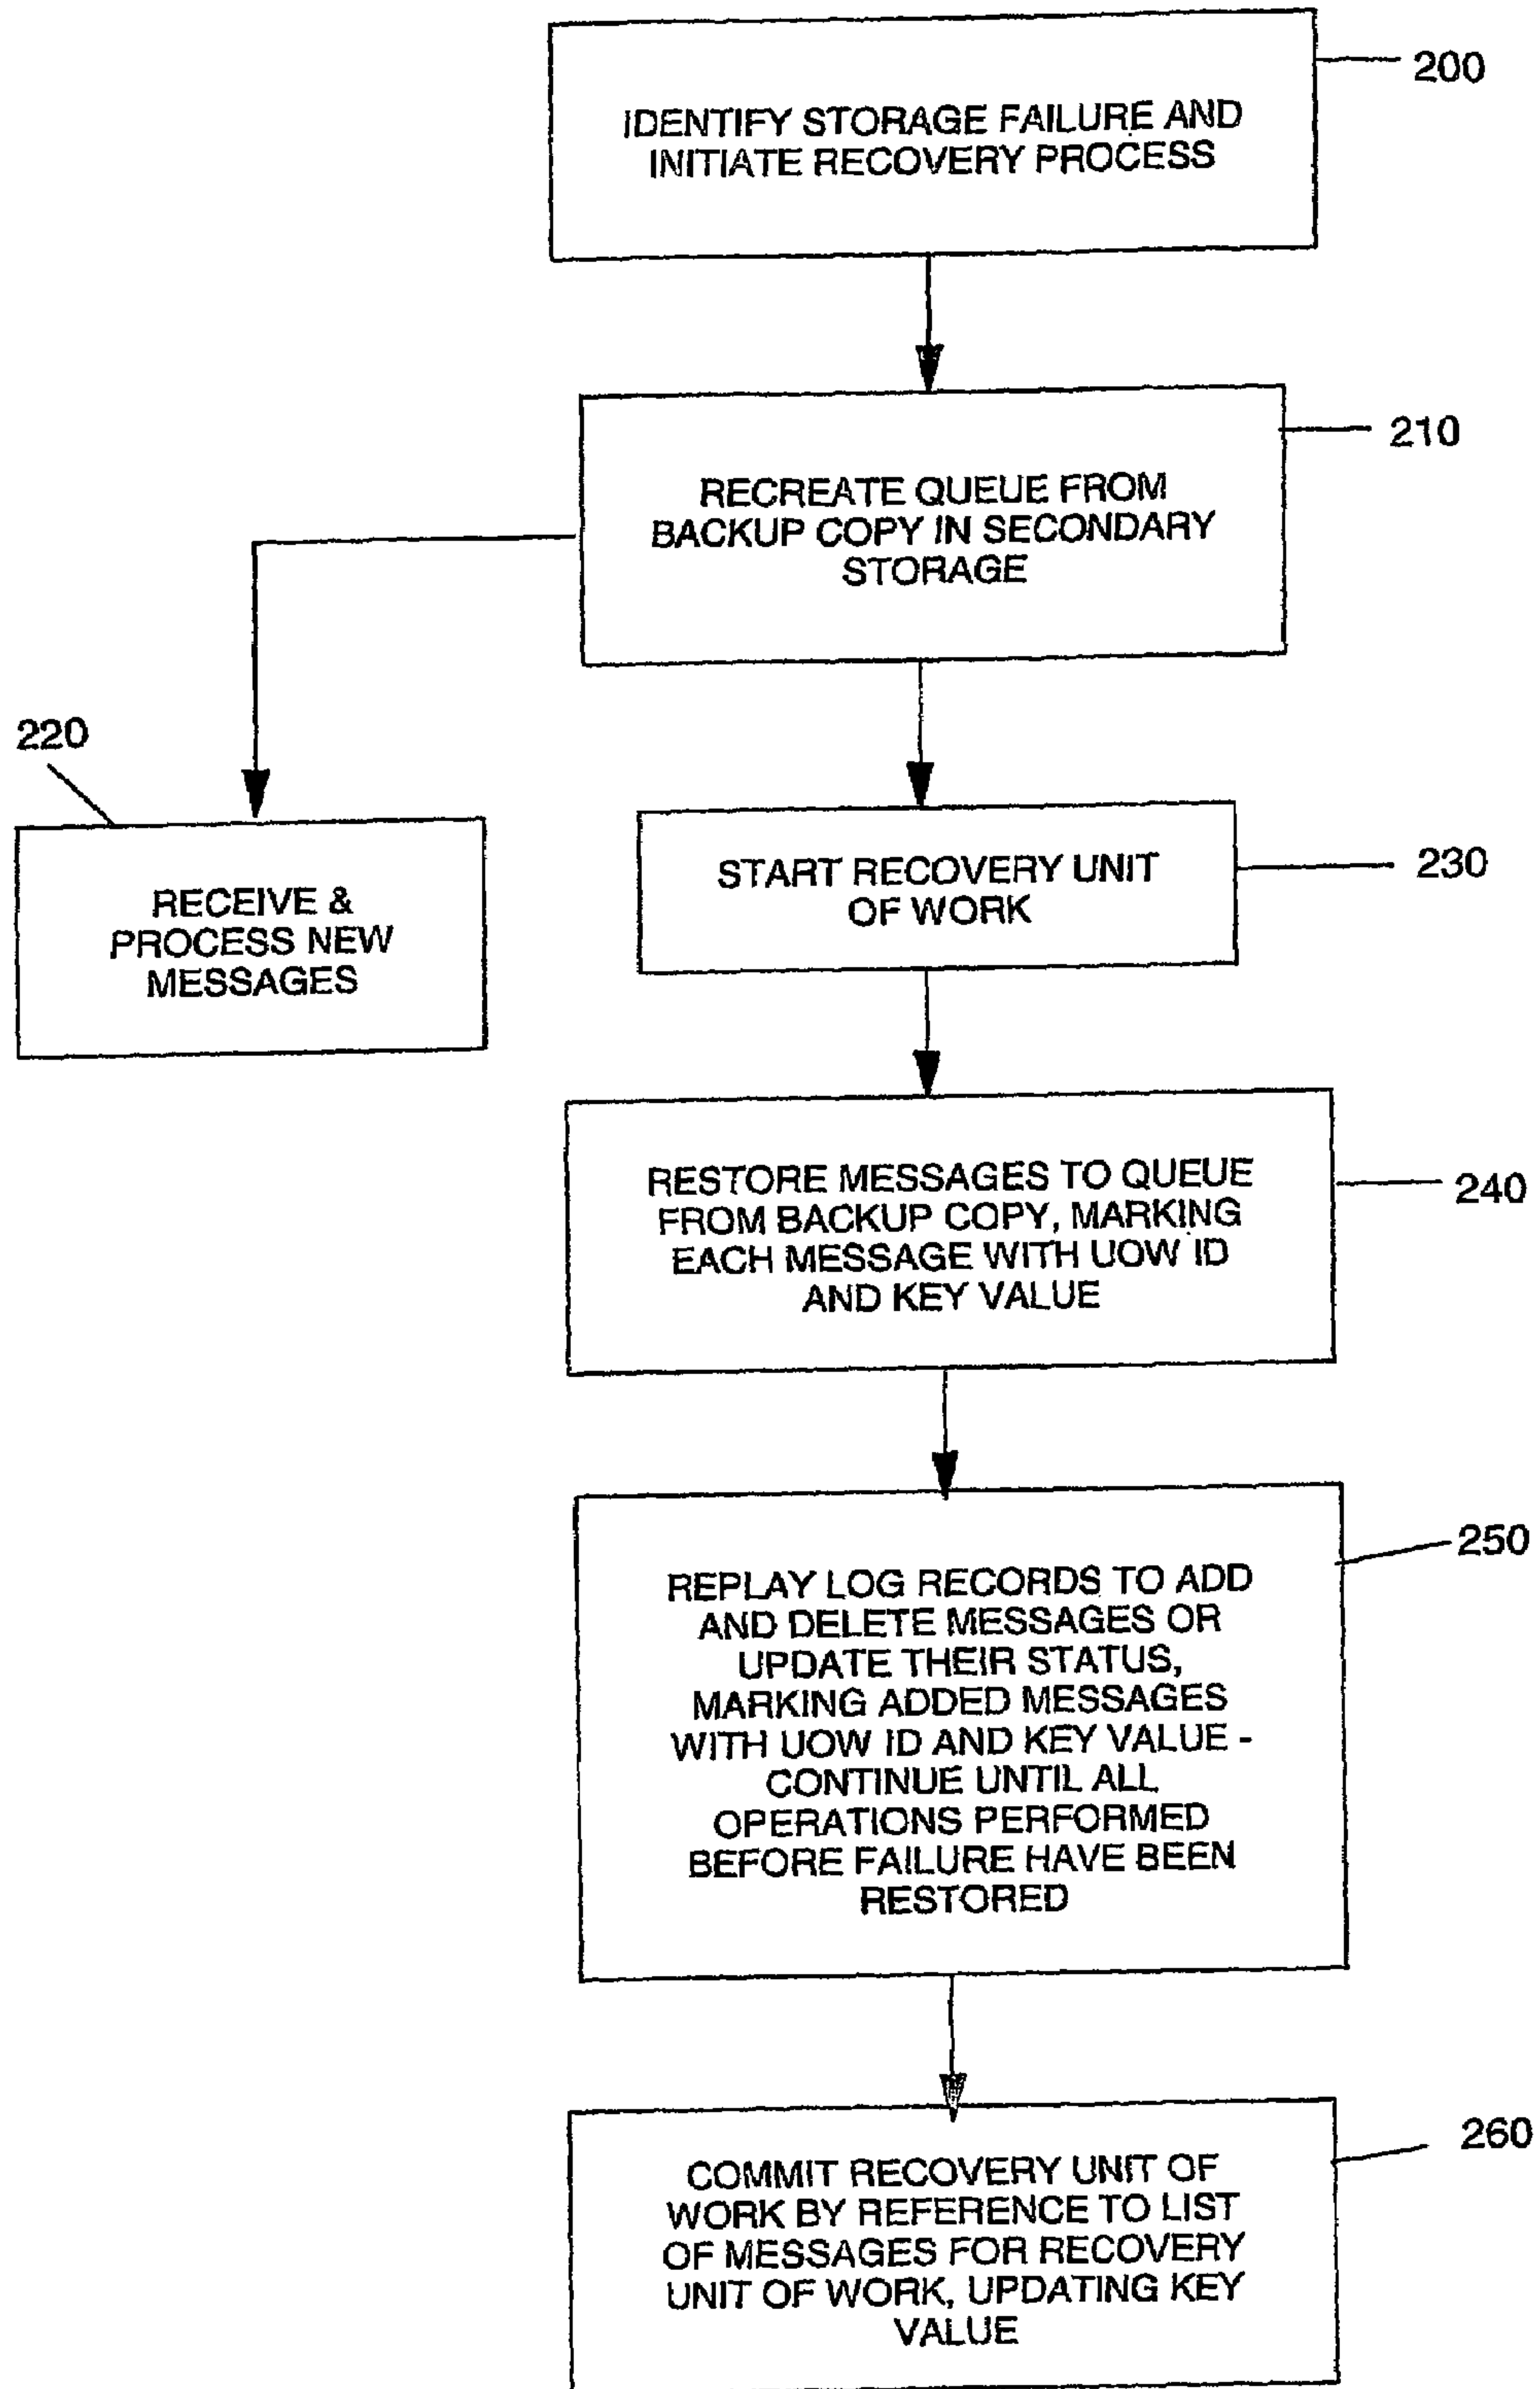 200
IDENTIFY STORAGE FAILURE AND
INITIATE RECOVERY PROCESS
210
RECREATE QUEUE FROM
BACKUP COPY IN SECONDARY
STORAGE
220
RECEIVE &
PROCESS NEW
MESSAGES
START RECOVERY UNIT
OF WORK
230
RESTORE MESSAGES TO QUEUE
FROM BACKUP COPY, MARKING
EACH MESSAGE WITH UOW ID
AND KEY VALUE
240
REPLAY LOG RECORDS TO ADD
AND DELETE MESSAGES OR
UPDATE THEIR STATUS,
MARKING ADDED MESSAGES
WITH UOW ID AND KEY VALUE -
CONTINUE UNTIL ALL
OPERATIONS PERFORMED
BEFORE FAILURE HAVE BEEN
RESTORED
250
COMMIT RECOVERY UNIT OF
WORK BY REFERENCE TO LIST
OF MESSAGES FOR RECOVERY
UNIT OF WORK, UPDATING KEY
VALUE
260